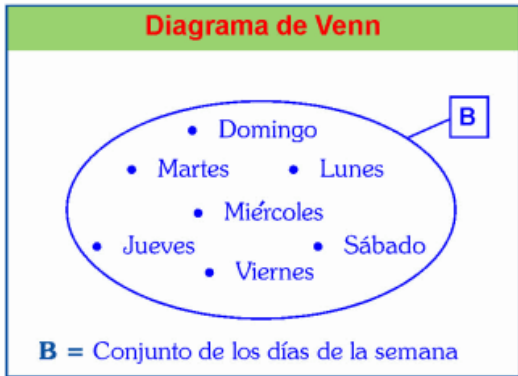 Diagrama de Venn
B
• Domingo
• Martes • Lunes
• Miércoles
• Jueves • Sábado
• Viernes
B = Conjunto de los días de la semana